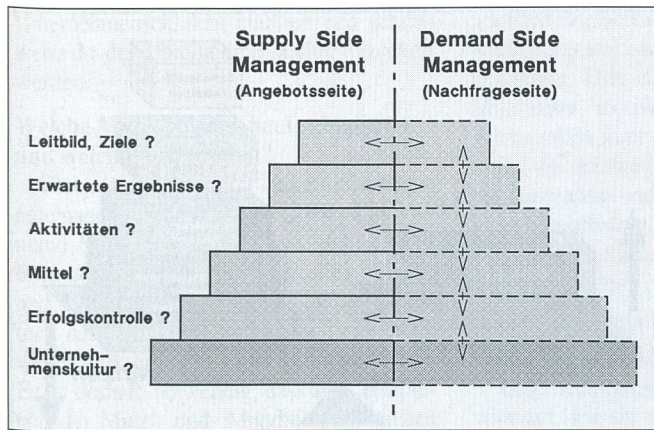 Supply Side
Management
(Angebotsseite)
Demand Side
Management
(Nachfrageseite)
Leitbild, Ziele ?
Erwartete Ergebnisse ?
Aktivitäten ?
Mittel ?
Erfolgskontrolle ?
Unterneh-
menskultur ?